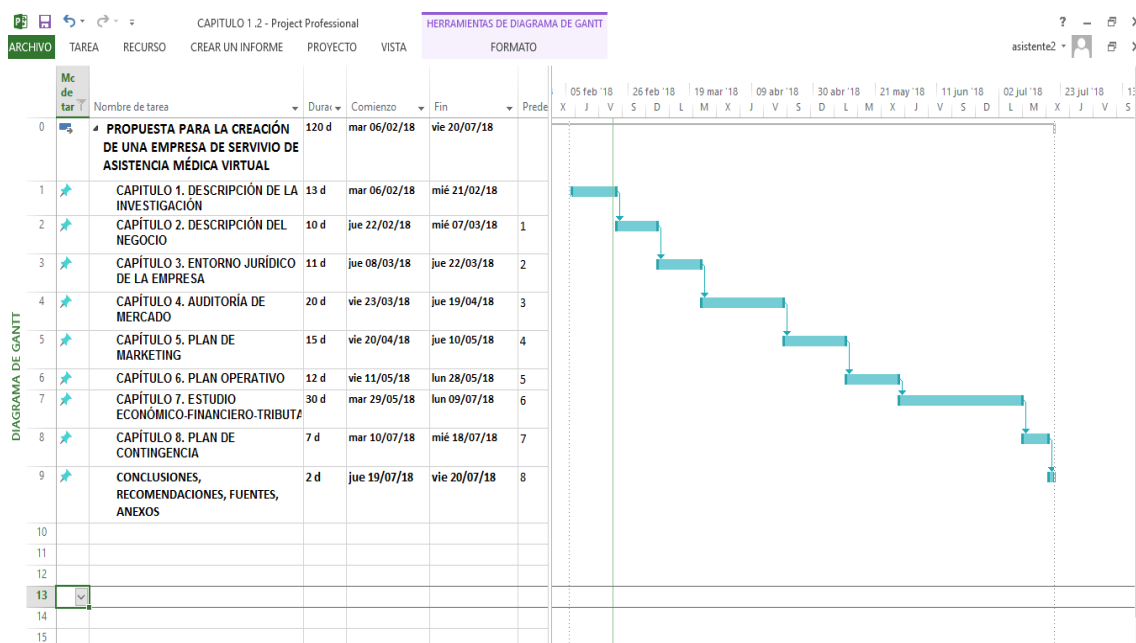 CAPITULO 1.2 - Project Professional
HERRAMIENTAS DE DIAGRAMA DE GANTT
?
ARCHIVO TAREA RECURSO CREAR UN INFORME PROYECTO VISTA FORMATO
asistente2
Mc
de
tar
Nombre de tarea Durac Comienzo Fin Prede
05 feb '18 26 feb '18 19 mar '18 09 abr '18 30 abr '18 21 may '18 11 jun '18 02 jul '18 23 jul '18 13
X J V S D L M X J V S D L M X J V S D L M X J V S
0 PROPUESTA PARA LA CREACIÓN 120 d mar 06/02/18 vie 20/07/18
DE UNA EMPRESA DE SERVIVIO DE
ASISTENCIA MÉDICA VIRTUAL
1 CAPITULO 1. DESCRIPCIÓN DE LA 13 d mar 06/02/18 mié 21/02/18
INVESTIGACIÓN
2 CAPÍTULO 2. DESCRIPCIÓN DEL 10 d jue 22/02/18 mié 07/03/18 1
NEGOCIO
3 CAPÍTULO 3. ENTORNO JURÍDICO 11 d jue 08/03/18 jue 22/03/18 2
DE LA EMPRESA
4 CAPÍTULO 4. AUDITORÍA DE 20 d vie 23/03/18 jue 19/04/18 3
MERCADO
5 CAPÍTULO 5. PLAN DE 15 d vie 20/04/18 jue 10/05/18 4
MARKETING
6 CAPÍTULO 6. PLAN OPERATIVO 12 d vie 11/05/18 lun 28/05/18 5
7 CAPÍTULO 7. ESTUDIO 30 d mar 29/05/18 lun 09/07/18 6
ECONÓMICO-FINANCIERO-TRIBUTA
8 CAPÍTULO 8. PLAN DE 7 d mar 10/07/18 mié 18/07/18 7
CONTINGENCIA
9 CONCLUSIONES, 2 d jue 19/07/18 vie 20/07/18 8
RECOMENDACIONES, FUENTES,
ANEXOS
10
11
12
13
14
15
DIAGRAMA DE GANTT